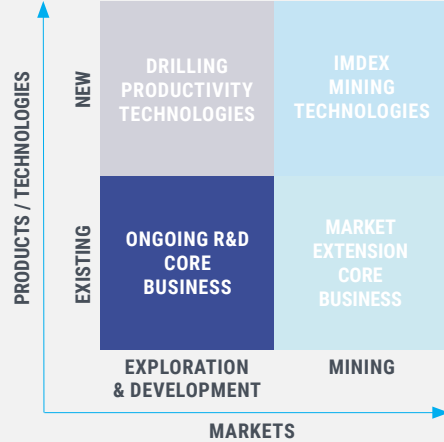 PRODUCTS / TECHNOLOGIES
NEW
DRILLING
PRODUCTIVITY
TECHNOLOGIES
IMDEX
MINING
TECHNOLOGIES
EXISTING
ONGOING R&D
CORE
BUSINESS
MARKET
EXTENSION
CORE
BUSINESS
EXPLORATION
& DEVELOPMENT
MINING
MARKETS